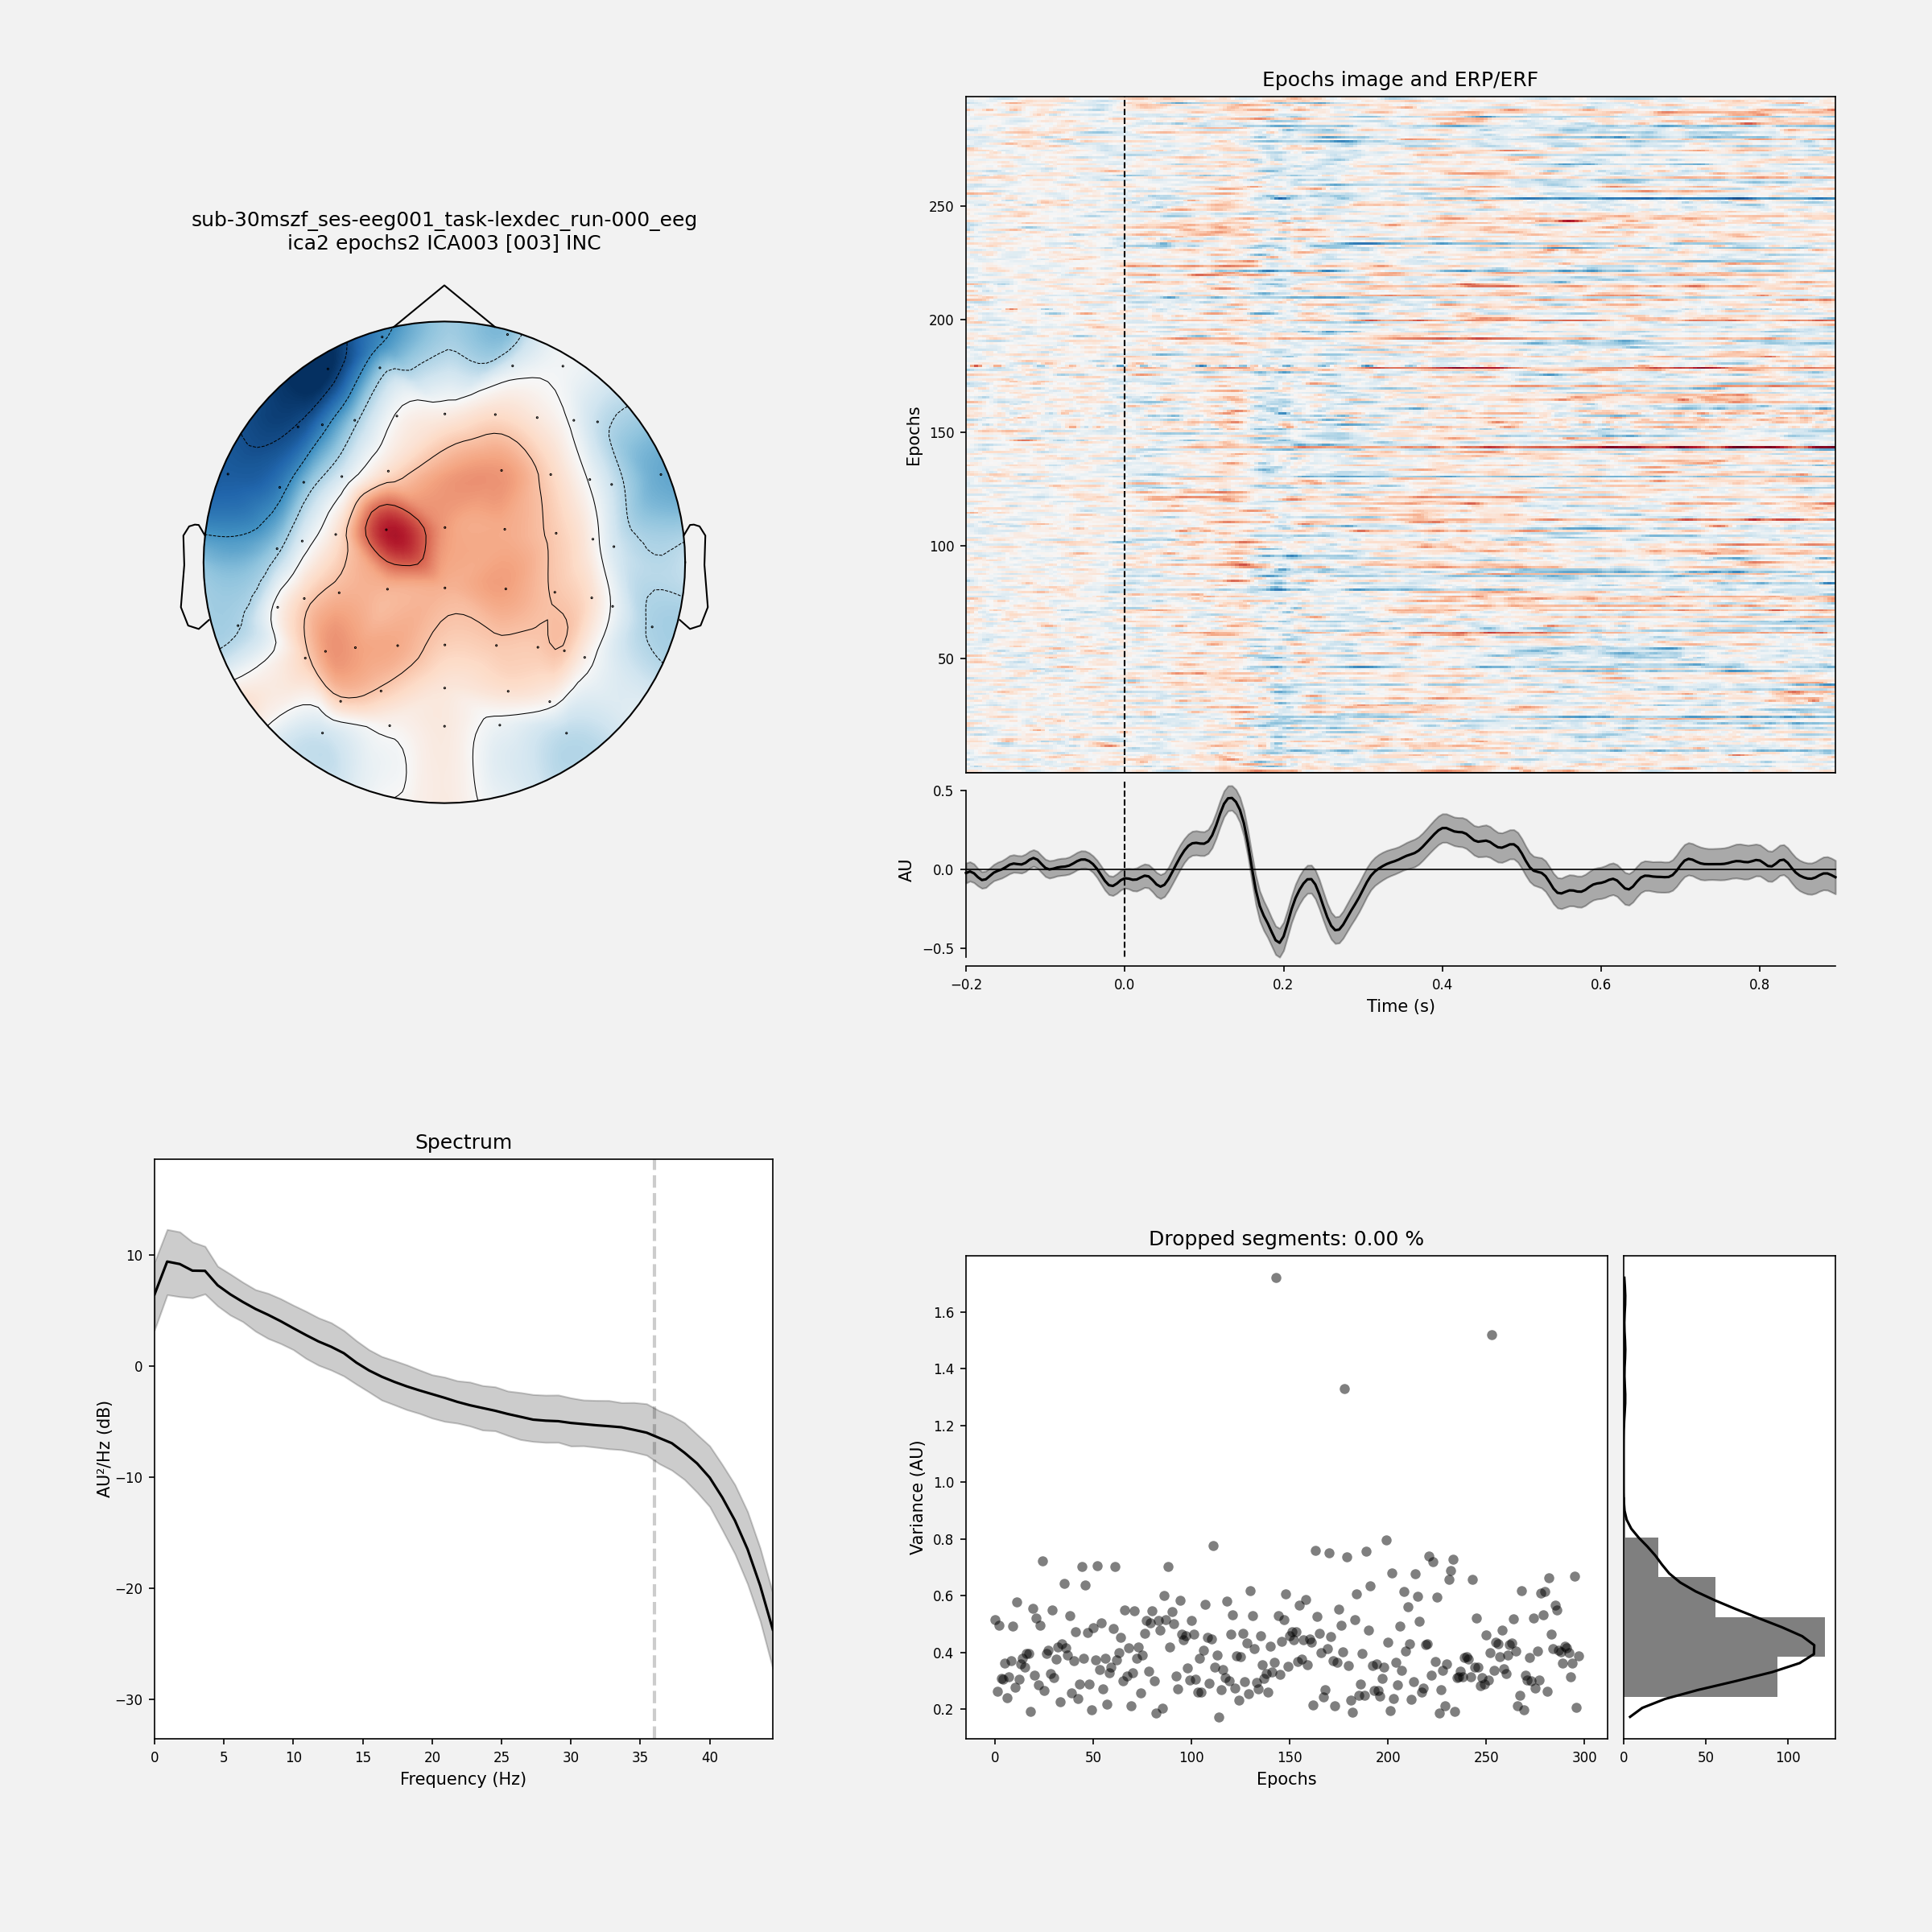 sub-30mszf_ses-eeg001_task-lexdec_run-000_eeg
ica2 epochs2 ICA003 [003] INC
Epochs image and ERP/ERF
Epochs
250
200
150
100
50
AU
0.5
0.0
−0.5
−0.2 0.0 0.2 0.4 0.6 0.8
Time (s)
Spectrum
AU²/Hz (dB)
10
0
−10
−20
−30
0 5 10 15 20 25 30 35 40
Frequency (Hz)
Dropped segments: 0.00 %
Variance (AU)
1.6
1.4
1.2
1.0
0.8
0.6
0.4
0.2
0 50 100 150 200 250 300
Epochs
0 50 100